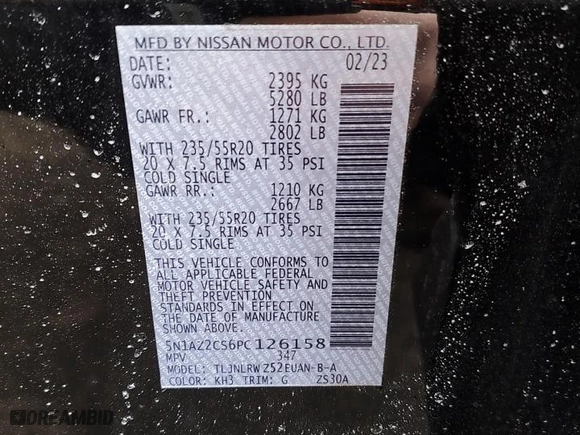 MFD BY NISSAN MOTOR CO., LTD.
DATE: 02/23
GVWR: 2395 KG
5280 LB
GAWR FR.: 1271 KG
2802 LB
WITH 235/55R20 TIRES
20 X 7.5 RIMS AT 35 PSI
COLD SINGLE
GAWR RR.: 1210 KG
2667 LB
WITH 235/55R20 TIRES
20 X 7.5 RIMS AT 35 PSI
COLD SINGLE
THIS VEHICLE CONFORMS TO
ALL APPLICABLE FEDERAL
MOTOR VEHICLE SAFETY AND
THEFT PREVENTION
STANDARDS IN EFFECT ON
THE DATE OF MANUFACTURE
SHOWN ABOVE.
5N1AZ2CS6PC126158
MPV 347
MODEL: TLJNLRWZ52EUAN-B-A
COLOR: KH3 TRIM: G ZS30A
DREAMBID